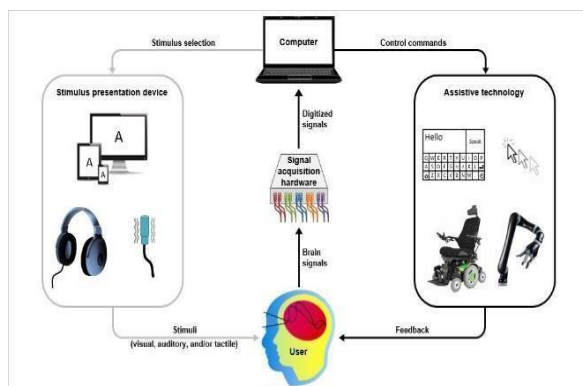 Stimulus selection
Computer
Control commands
Stimulus presentation device
Assistive technology
A
A
A
Digitized
signals
Hello
Speak
Signal
acquisition
hardware
Brain
signals
Stimuli
(visual, auditory, and/or tactile)
User
Feedback